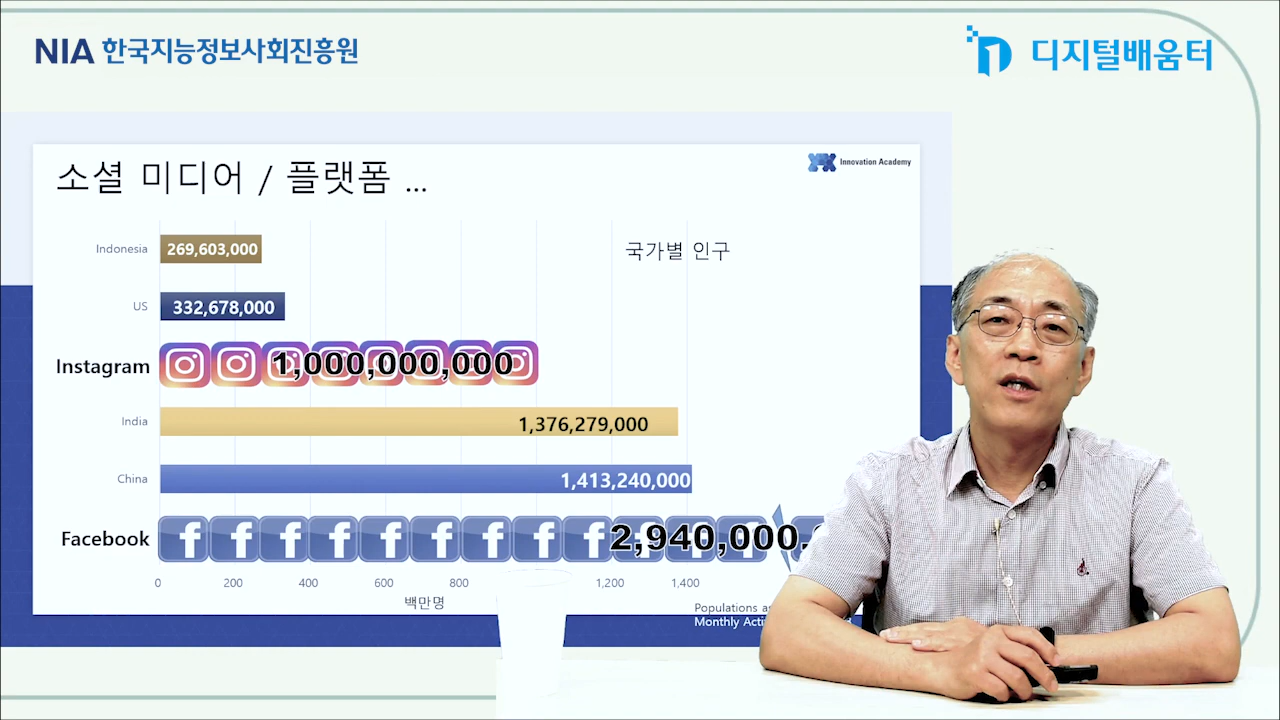 NIA 한국지능정보사회진흥원
디지털배움터
소셜 미디어 / 플랫폼 ...
Innovation Academy
국가별 인구
Indonesia 269,603,000
US 332,678,000
Instagram 1,000,000,000
India 1,376,279,000
China 1,413,240,000
Facebook 2,940,000,
0 200 400 600 800 1,200 1,400
백만명
Populations
Monthly